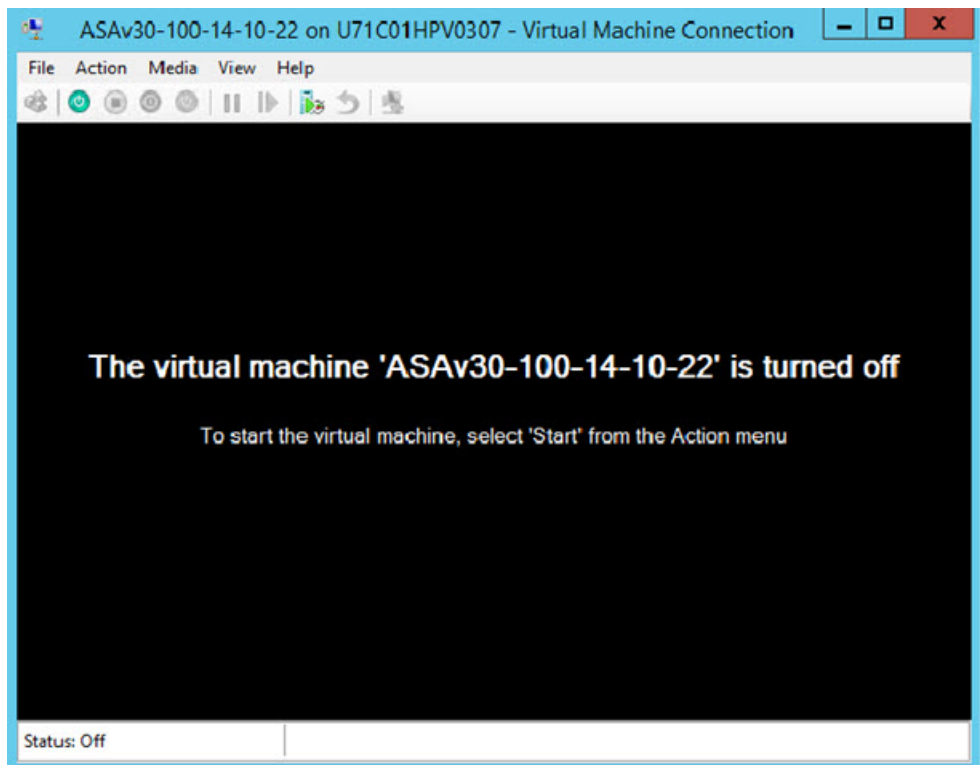 ASAv30-100-14-10-22 on U71C01HPV0307 - Virtual Machine Connection
File Action Media View Help
The virtual machine 'ASAv30-100-14-10-22' is turned off
To start the virtual machine, select 'Start' from the Action menu
Status: Off